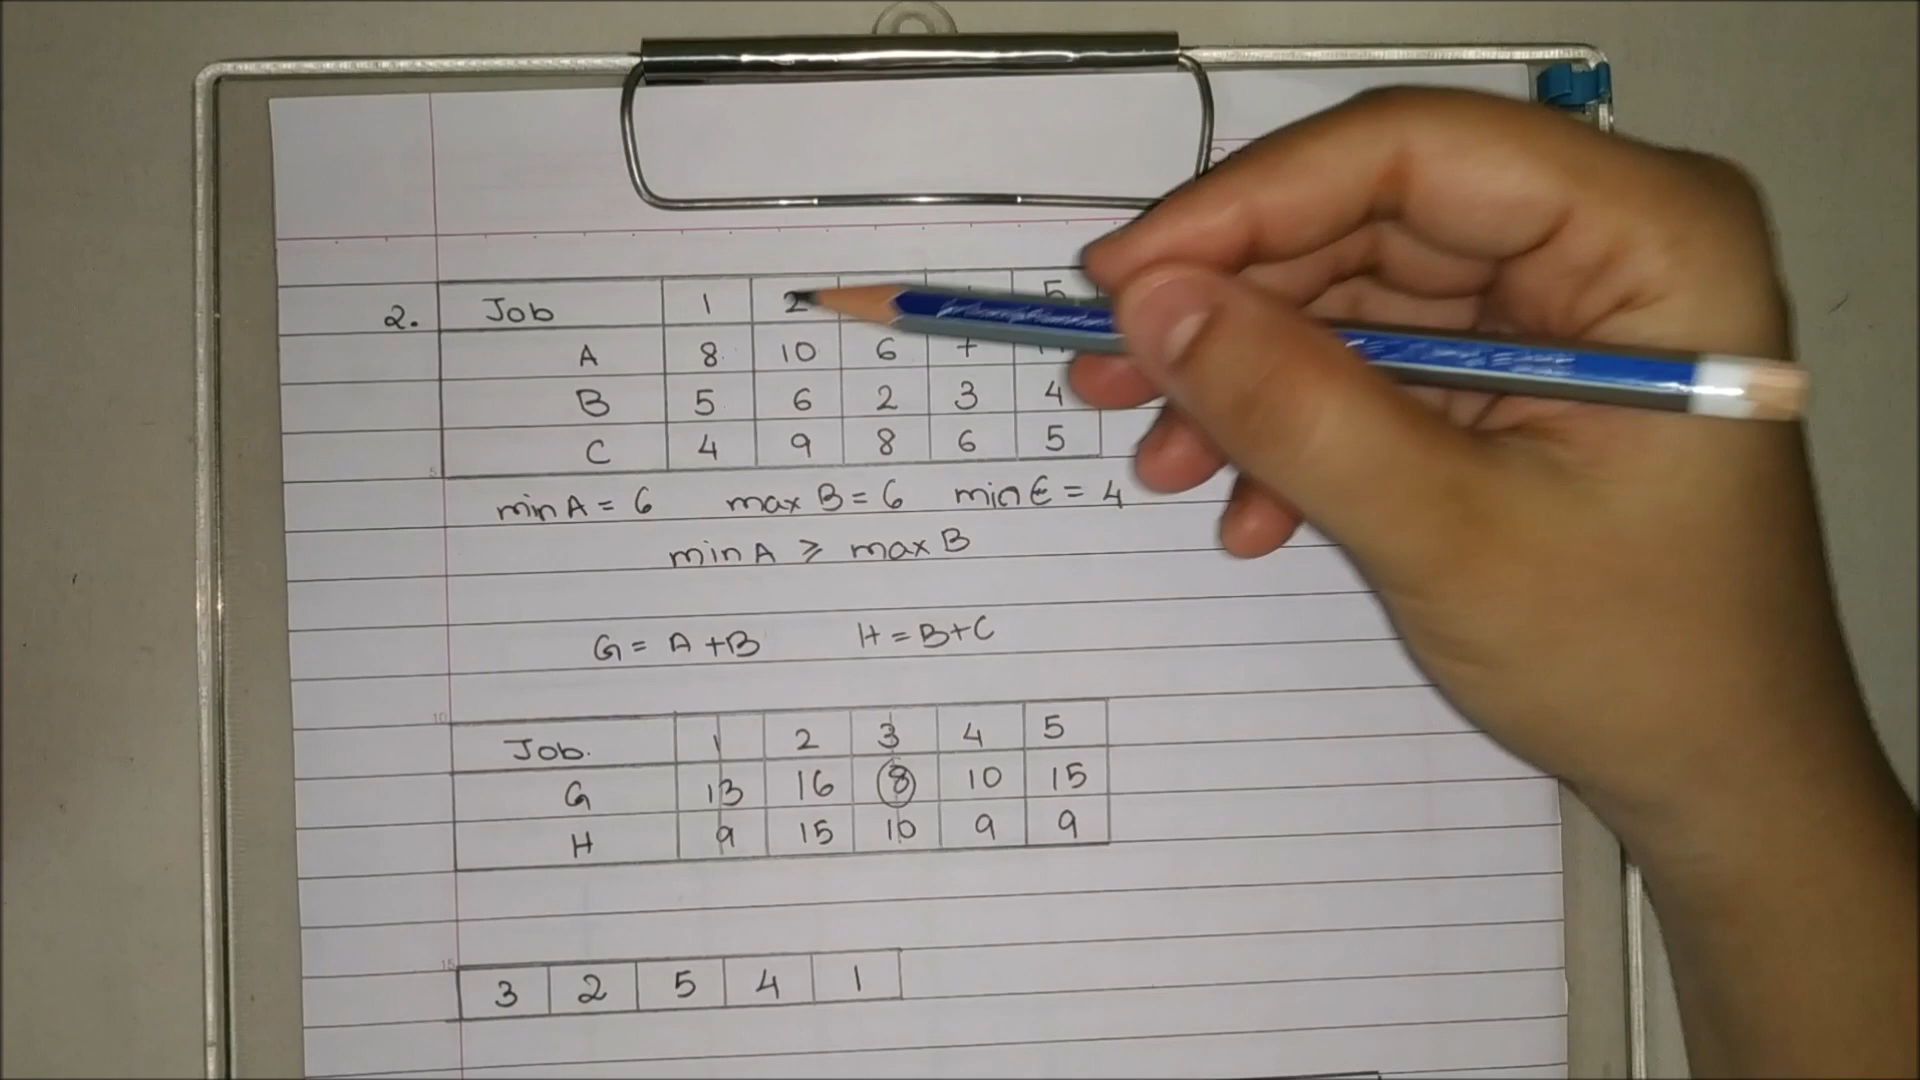 2. Job 1 2 5
A 8 10 6
B 5 6 2 3 4
C 4 9 8 6 5
min A = 6 max B = 6 min C = 4
min A ≥ max B
G = A + B H = B + C
Job. 1 2 3 4 5
G 13 16 8 10 15
H 9 15 10 9 9
3 2 5 4 1